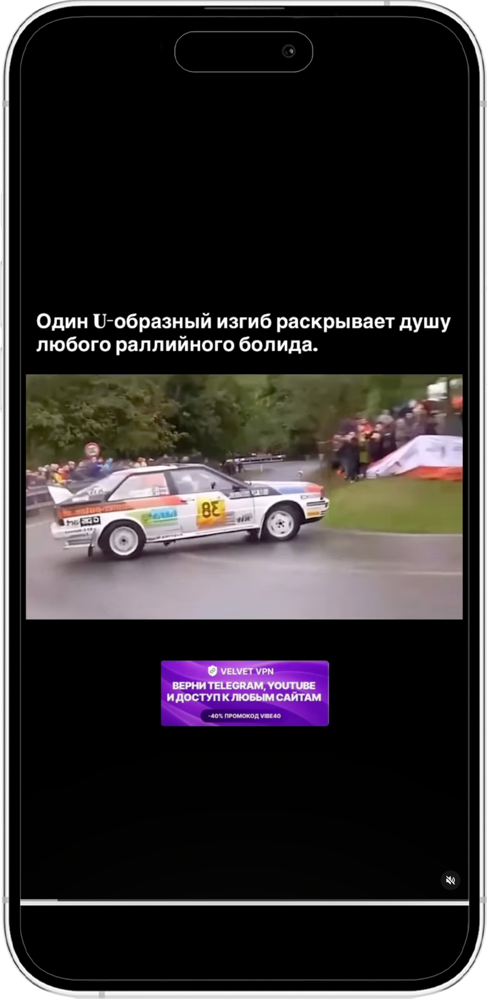 Один U-образный изгиб раскрывает душу
любого раллийного болида.
38
VELVET VPN
ВЕРНИ TELEGRAM, YOUTUBE
И ДОСТУП К ЛЮБЫМ САЙТАМ
-40% ПРОМОКОД VIBE40